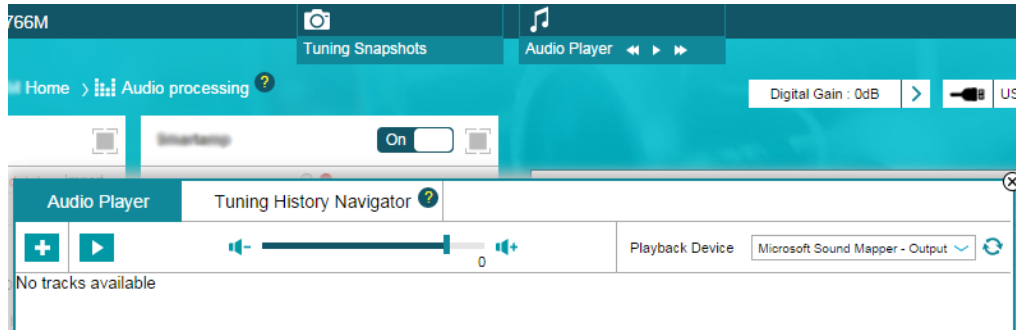 766M
Tuning Snapshots
Audio Player
Home > Audio processing ?
Digital Gain : 0dB
US
On
Audio Player
Tuning History Navigator ?
0
Playback Device
Microsoft Sound Mapper - Output
No tracks available